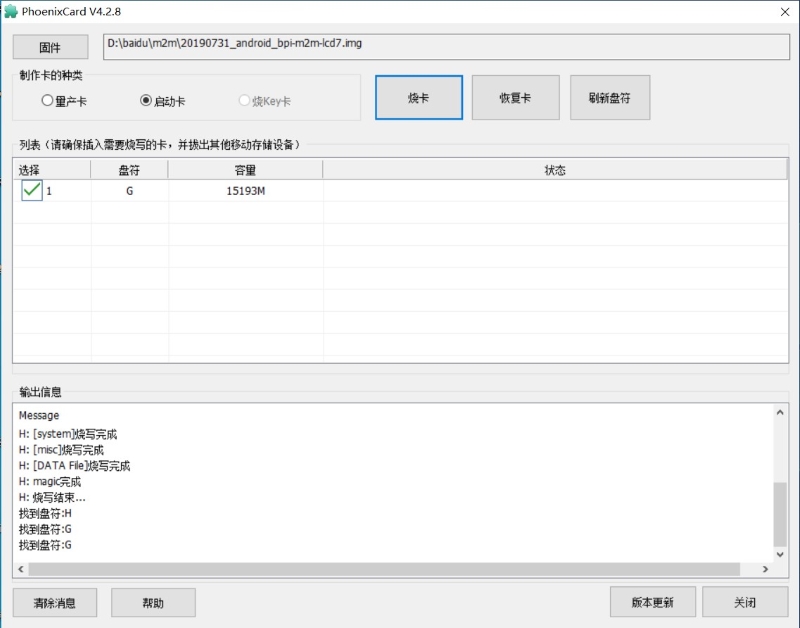 PhoenixCard V4.2.8
固件 D:\baidu\m2m\20190731_android_bpi-m2m-lcd7.img
制作卡的种类
量产卡 启动卡 烧Key卡 烧卡 恢复卡 刷新盘符
列表（请确保插入需要烧写的卡，并拔出其他移动存储设备）
选择 盘符 容量 状态
1 G 15193M
输出信息
Message
H: [system]烧写完成
H: [misc]烧写完成
H: [DATA File]烧写完成
H: magic完成
H: 烧写结束...
找到盘符:H
找到盘符:G
找到盘符:G
清除消息 帮助 版本更新 关闭